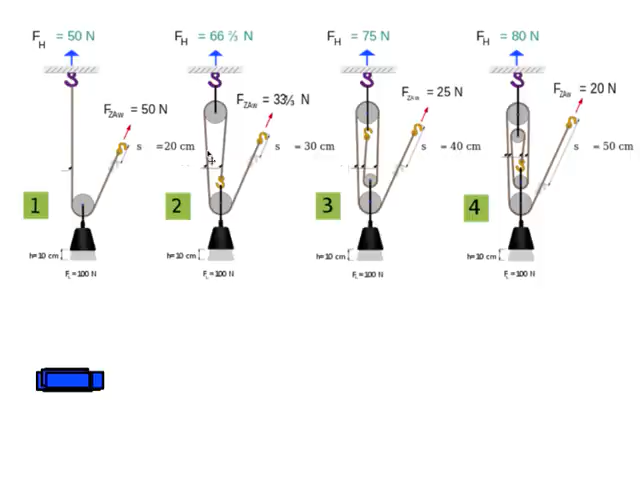 F_H = 50 N
F_H = 66 ⅔ N
F_H = 75 N
F_H = 80 N
F_ZAw = 50 N
F_ZAw = 33⅓ N
F_ZAw = 25 N
F_ZAw = 20 N
s =20 cm
s = 30 cm
s = 40 cm
s = 50 cm
1
2
3
4
h=10 cm
h=10 cm
h=10 cm
h=10 cm
F_L =100 N
F_L =100 N
F_L =100 N
F_L =100 N